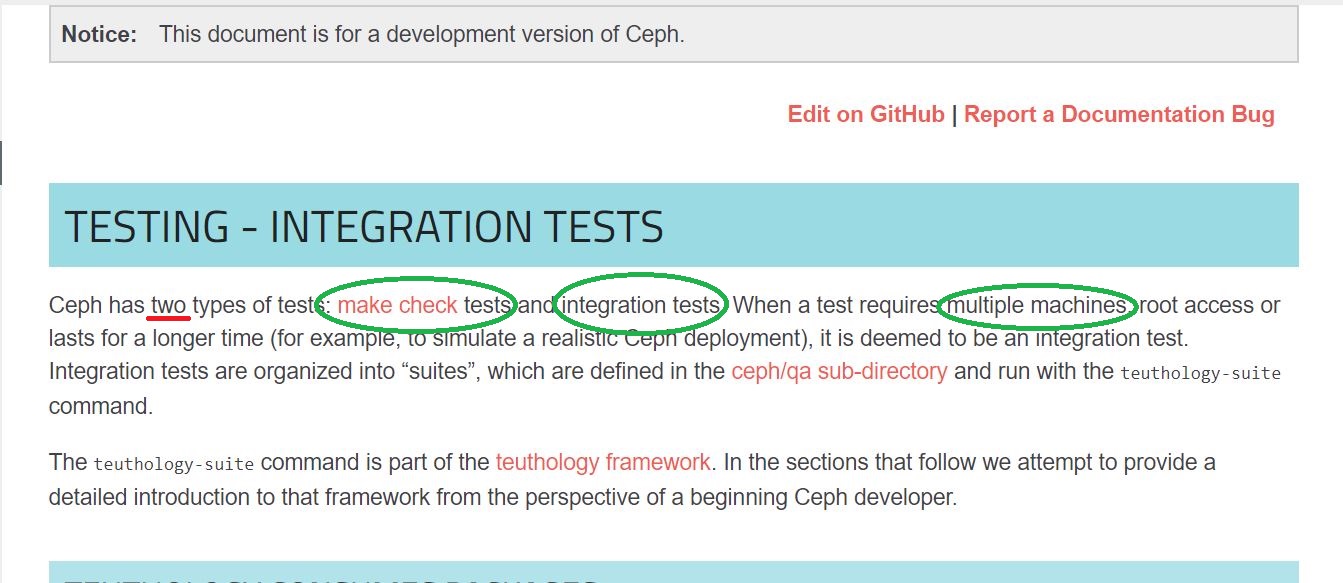 Notice: This document is for a development version of Ceph.
Edit on GitHub | Report a Documentation Bug
TESTING - INTEGRATION TESTS
Ceph has two types of tests: make check tests and integration tests. When a test requires multiple machines, root access or
lasts for a longer time (for example, to simulate a realistic Ceph deployment), it is deemed to be an integration test.
Integration tests are organized into “suites”, which are defined in the ceph/qa sub-directory and run with the teuthology-suite
command.
The teuthology-suite command is part of the teuthology framework. In the sections that follow we attempt to provide a
detailed introduction to that framework from the perspective of a beginning Ceph developer.